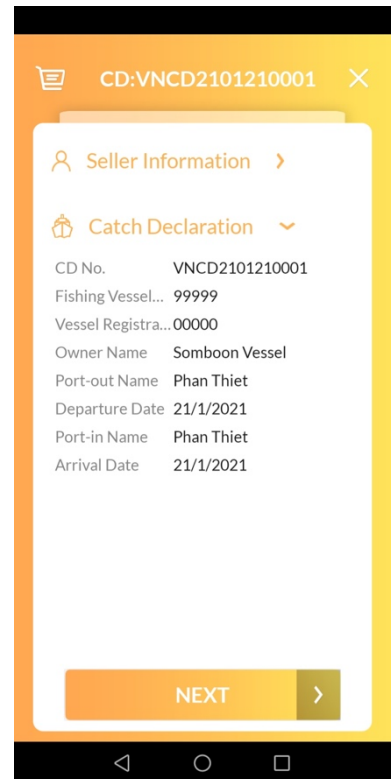 CD:VNCD2101210001
Seller Information
Catch Declaration
CD No. VNCD2101210001
Fishing Vessel... 99999
Vessel Registra... 00000
Owner Name Somboon Vessel
Port-out Name Phan Thiet
Departure Date 21/1/2021
Port-in Name Phan Thiet
Arrival Date 21/1/2021
NEXT